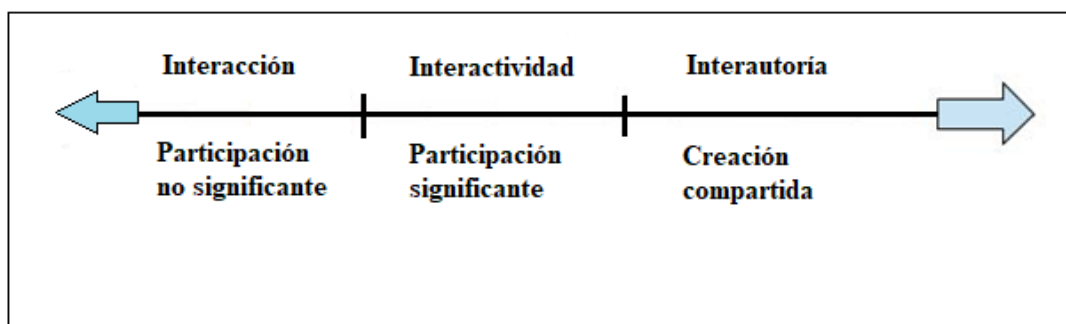 Interacción
Interactividad
Interautoría
Participación
no significante
Participación
significante
Creación
compartida